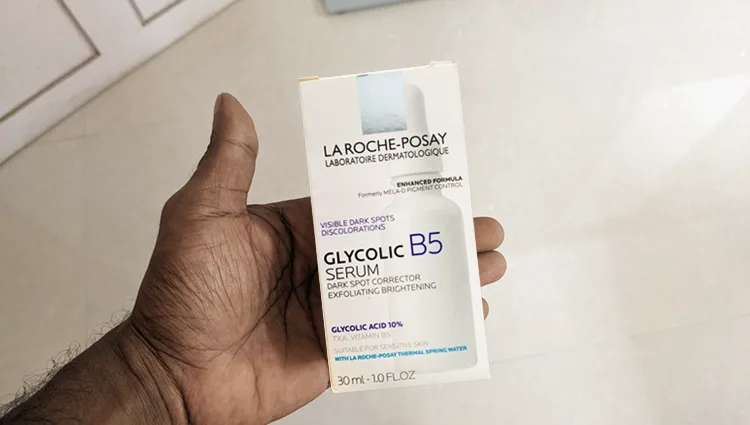 LA ROCHE-POSAY
LABORATOIRE DERMATOLOGIQUE
ENHANCED FORMULA
Formerly MELA-D PIGMENT CONTROL
VISIBLE DARK SPOTS
DISCOLORATIONS
GLYCOLIC B5
SERUM
DARK SPOT CORRECTOR
EXFOLIATING BRIGHTENING
GLYCOLIC ACID 10%
TXA, VITAMIN B5
SUITABLE FOR SENSITIVE SKIN
WITH LA ROCHE-POSAY THERMAL SPRING WATER
30 ml - 1.0 FL.OZ